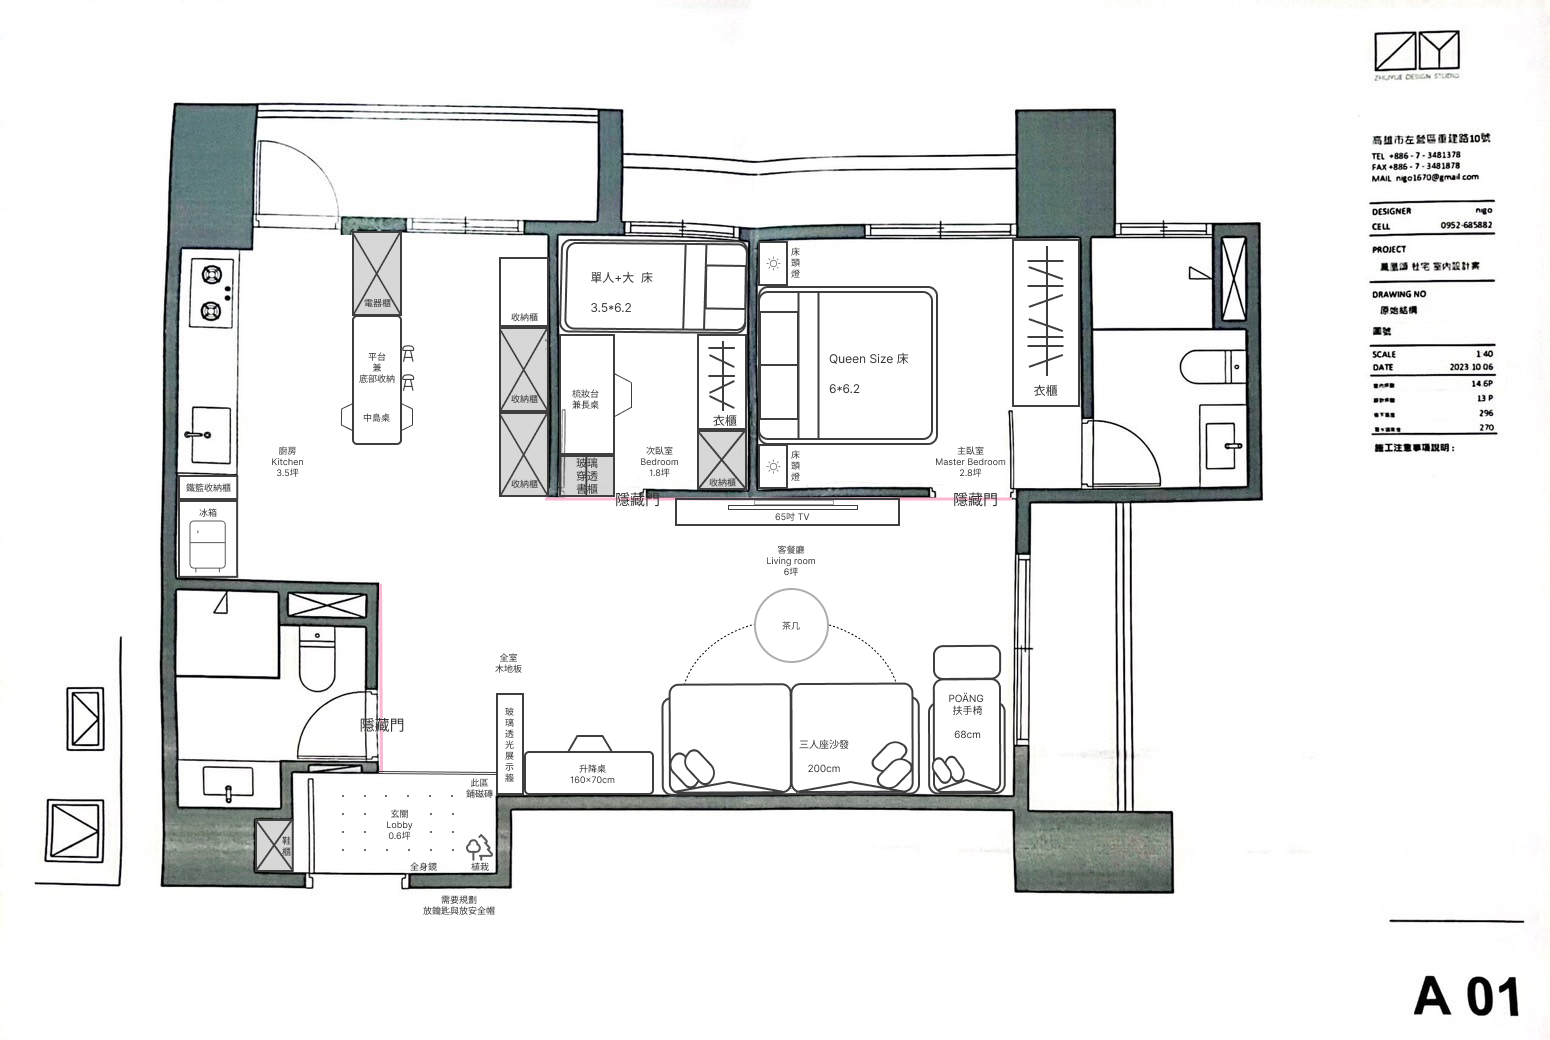 ZHUYUE DESIGN STUDIO
高雄市左營區重建路10號
TEL +886 - 7 - 3481378
FAX +886 - 7 - 3481878
MAIL nigo1670@gmail.com
DESIGNER nigo
CELL 0952-685882
PROJECT
鳳凰頌 杜宅 室內設計案
DRAWING NO
原始結構
圖號
SCALE 1:40
DATE 2023 10 06
14.6P
13 P
296
270
施工注意事項說明：
A 01
電器櫃
平台
兼
底部收納
中島桌
廚房
Kitchen
3.5坪
鐵籃收納櫃
冰箱
收納櫃
收納櫃
收納櫃
單人+大 床
3.5*6.2
梳妝台
兼長桌
衣櫃
玻璃
穿透
書櫃
次臥室
Bedroom
1.8坪
收納櫃
隱藏門
床
頭
燈
Queen Size 床
6*6.2
衣櫃
床
頭
燈
主臥室
Master Bedroom
2.8坪
隱藏門
65吋 TV
客餐廳
Living room
6坪
茶几
全室
木地板
隱藏門
玻
璃
透
光
展
示
牆
升降桌
160×70cm
三人座沙發
200cm
POÄNG
扶手椅
68cm
此區
鋪磁磚
玄關
Lobby
0.6坪
鞋
櫃
全身鏡
植栽
需要規劃
放鑰匙與放安全帽